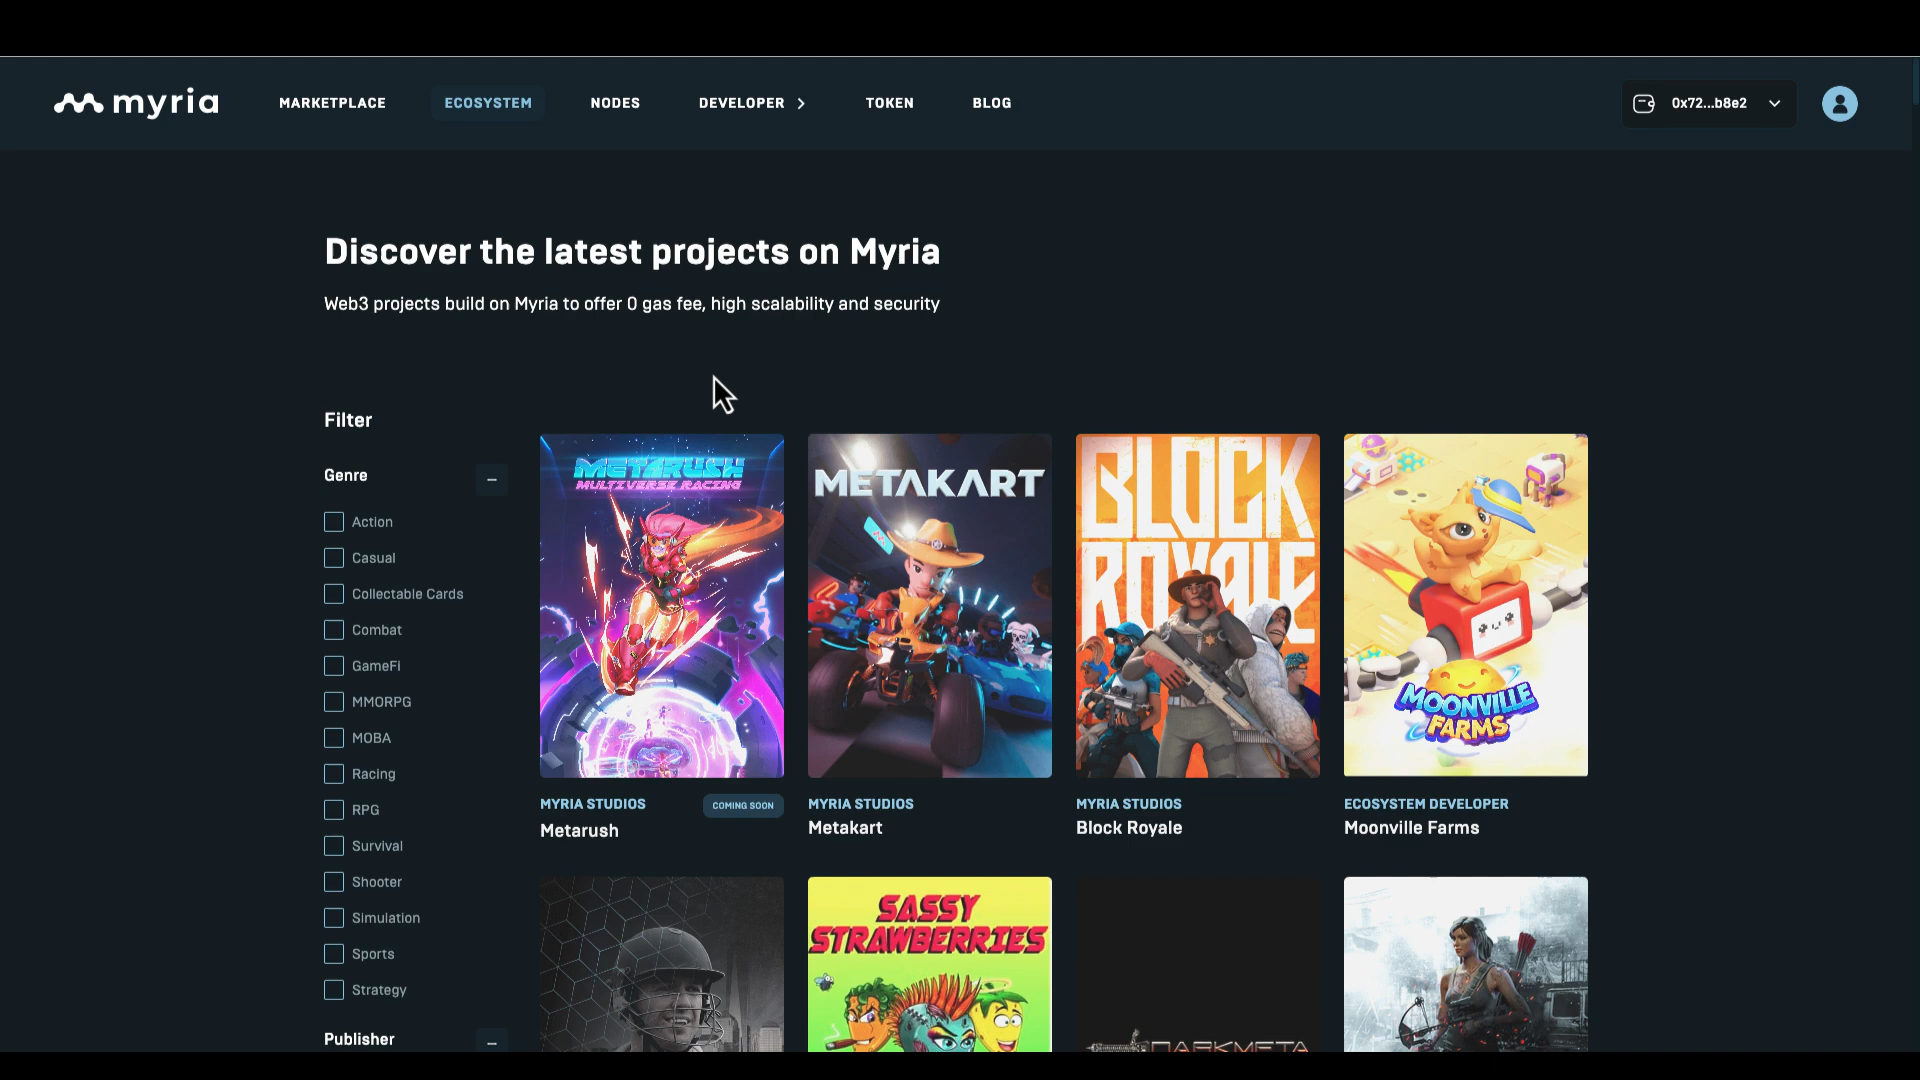 myria
MARKETPLACE
ECOSYSTEM
NODES
DEVELOPER
TOKEN
BLOG
0x72...b8e2
Discover the latest projects on Myria
Web3 projects build on Myria to offer 0 gas fee, high scalability and security
Filter
Genre
Action
Casual
Collectable Cards
Combat
GameFi
MMORPG
MOBA
Racing
RPG
Survival
Shooter
Simulation
Sports
Strategy
Publisher
METARUSH
MULTIVERSE RACING
MYRIA STUDIOS
COMING SOON
Metarush
METAKART
MYRIA STUDIOS
Metakart
BLOCK
ROYALE
MYRIA STUDIOS
Block Royale
MOONVILLE
FARMS
ECOSYSTEM DEVELOPER
Moonville Farms
SASSY
STRAWBERRIES
DARKMETA